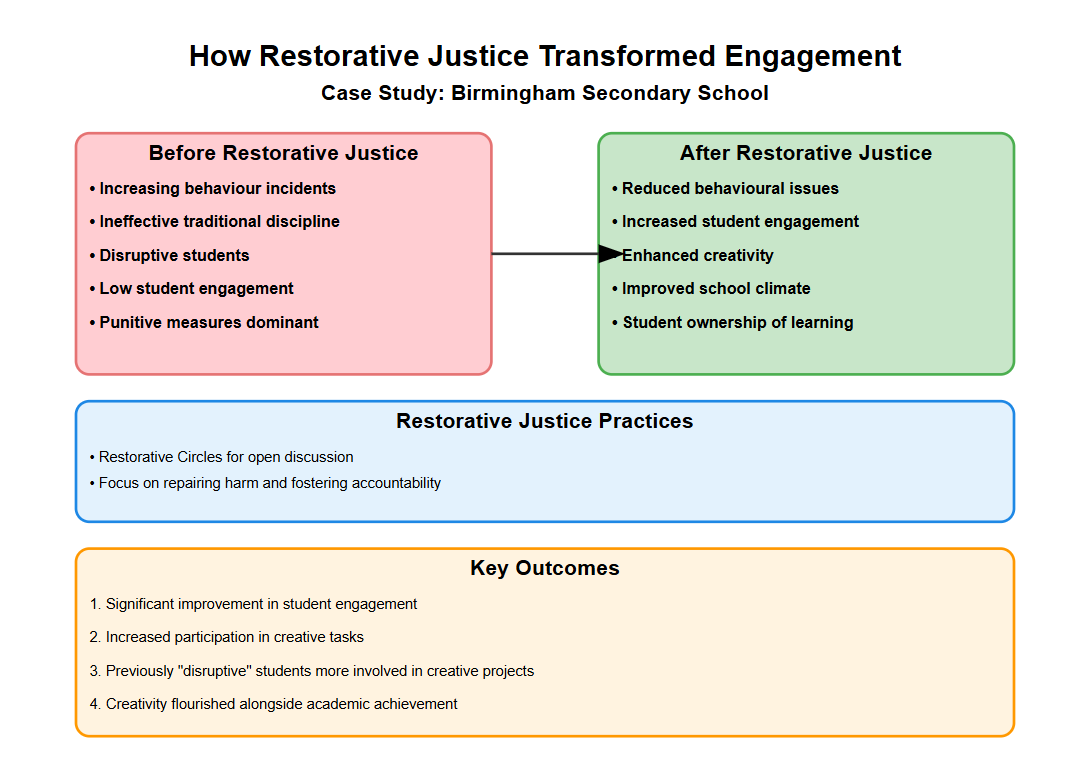 How Restorative Justice Transformed Engagement
Case Study: Birmingham Secondary School
Before Restorative Justice
• Increasing behaviour incidents
• Ineffective traditional discipline
• Disruptive students
• Low student engagement
• Punitive measures dominant
After Restorative Justice
• Reduced behavioural issues
• Increased student engagement
Enhanced creativity
• Improved school climate
• Student ownership of learning
Restorative Justice Practices
• Restorative Circles for open discussion
• Focus on repairing harm and fostering accountability
Key Outcomes
1. Significant improvement in student engagement
2. Increased participation in creative tasks
3. Previously "disruptive" students more involved in creative projects
4. Creativity flourished alongside academic achievement